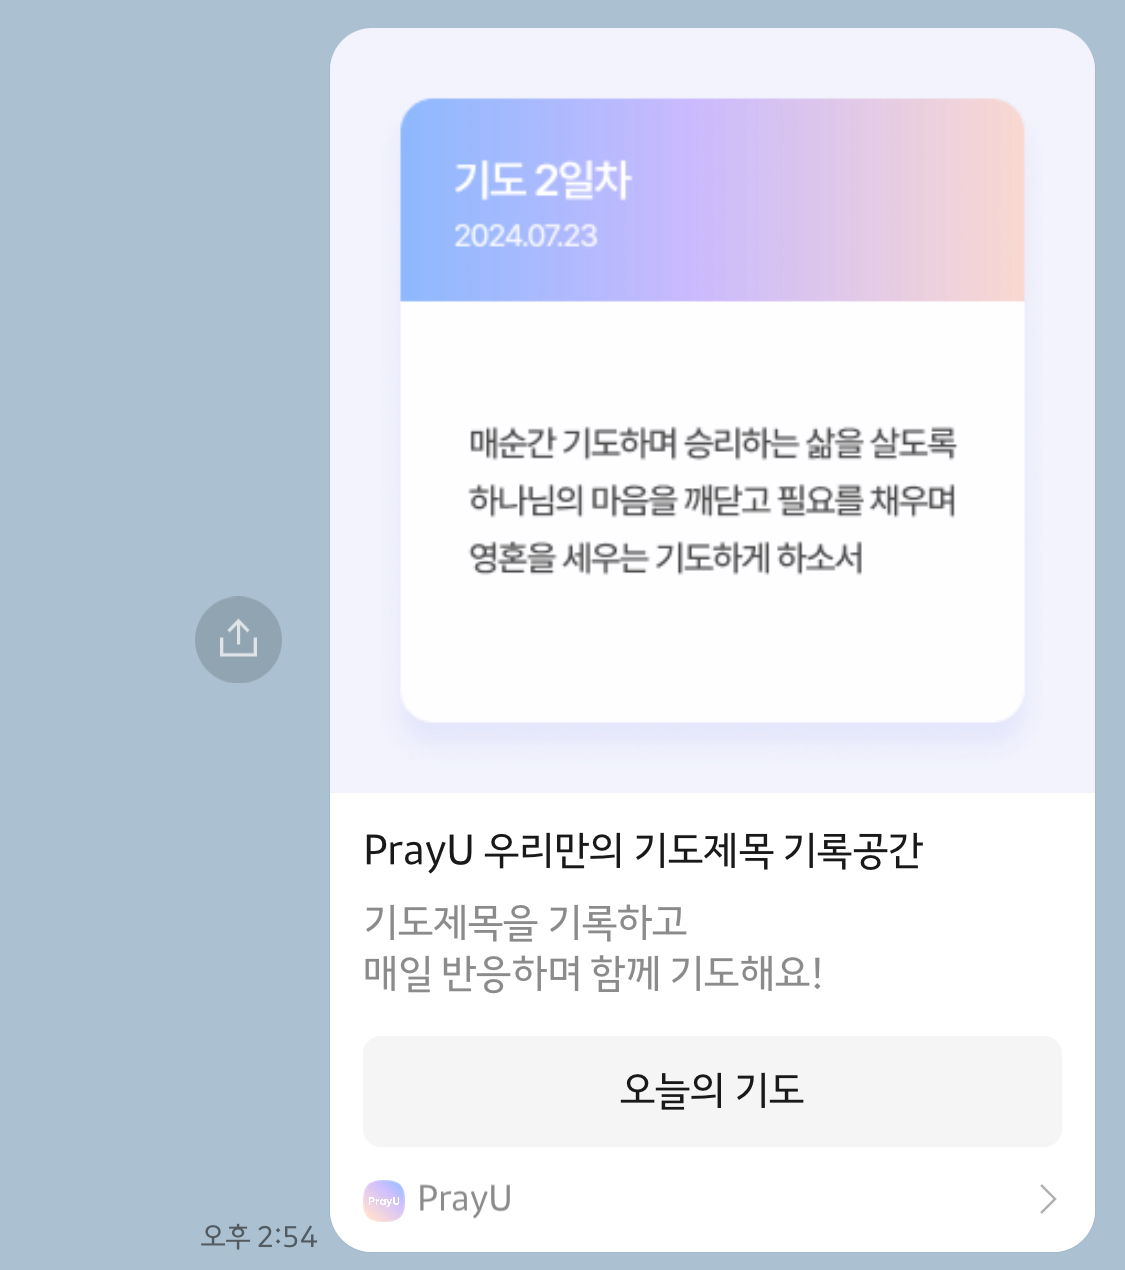 기도 2일차
2024.07.23
매순간 기도하며 승리하는 삶을 살도록
하나님의 마음을 깨닫고 필요를 채우며
영혼을 세우는 기도하게 하소서
PrayU 우리만의 기도제목 기록공간
기도제목을 기록하고
매일 반응하며 함께 기도해요!
오늘의 기도
PrayU PrayU
오후 2:54